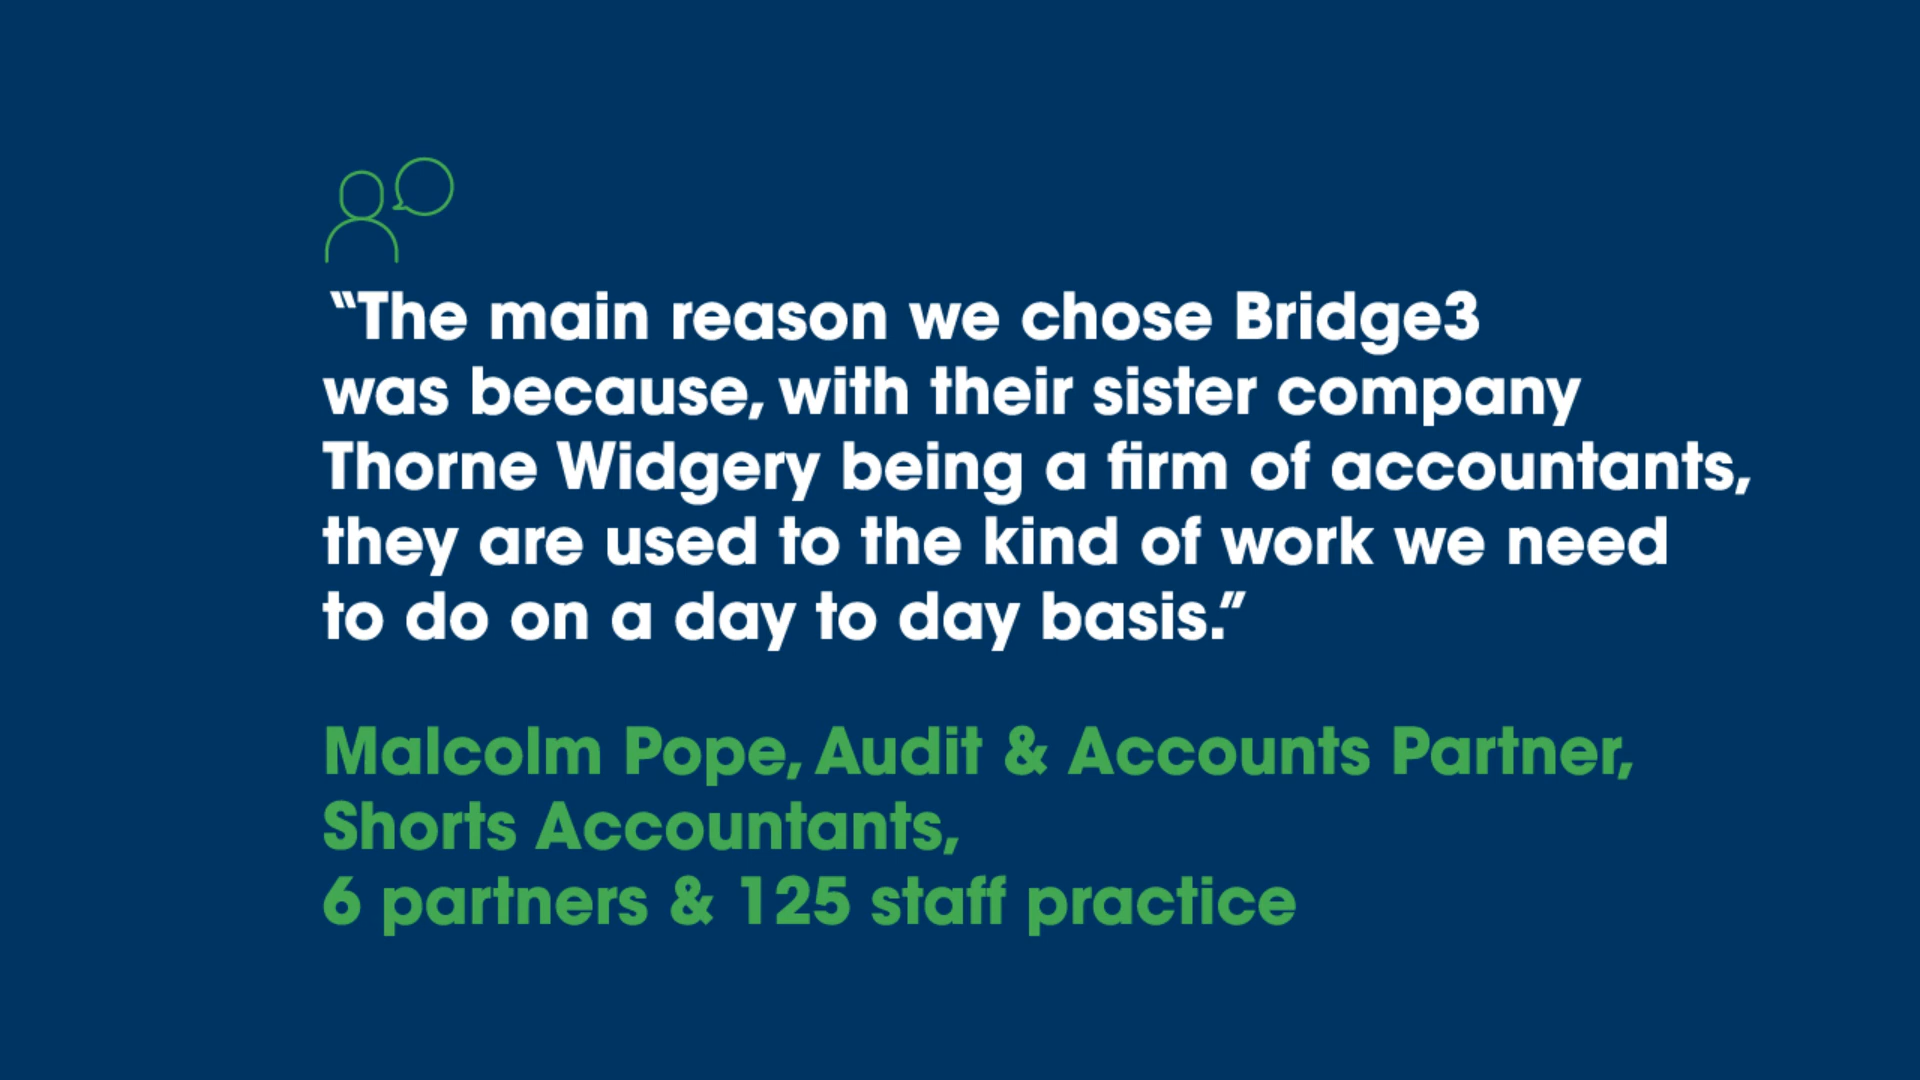 “The main reason we chose Bridge3
was because, with their sister company
Thorne Widgery being a firm of accountants,
they are used to the kind of work we need
to do on a day to day basis.”
Malcolm Pope, Audit & Accounts Partner,
Shorts Accountants,
6 partners & 125 staff practice